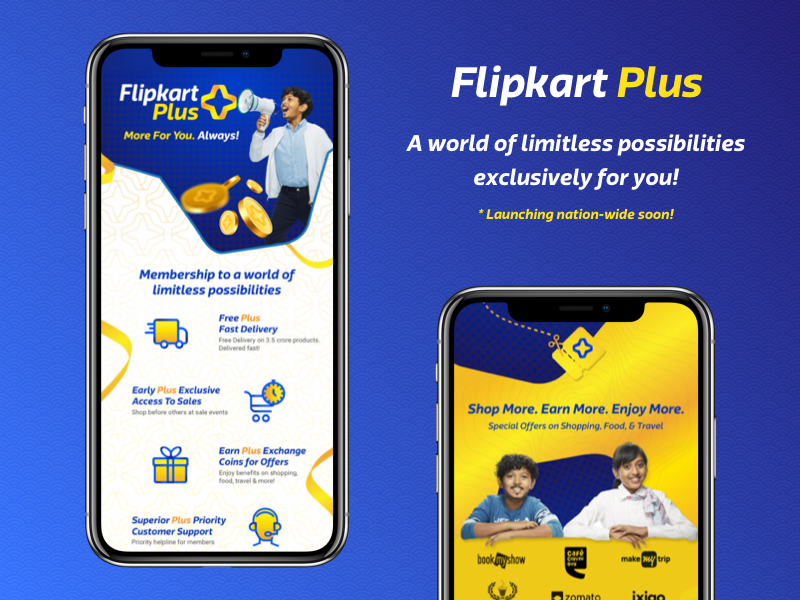 Flipkart
Plus
More For You. Always!
Membership to a world of
limitless possibilities
Free Plus
Fast Delivery
Free Delivery on 3.5 crore products.
Delivered fast!
Early Plus Exclusive
Access To Sales
Shop before others at sale events
Earn Plus Exchange
Coins for Offers
Enjoy benefits on shopping,
food, travel & more!
Superior Plus Priority
Customer Support
Priority helpline for members
Flipkart Plus
A world of limitless possibilities
exclusively for you!
* Launching nation-wide soon!
Shop More. Earn More. Enjoy More.
Special Offers on Shopping, Food, & Travel
bookmyshow
Café
Coffee
Day
make my trip
zomato
ixigo